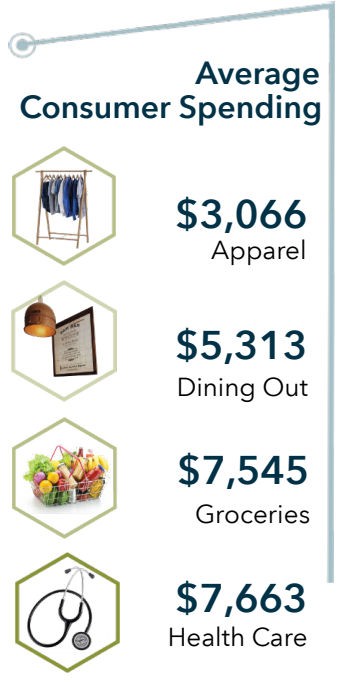 Average
Consumer Spending
$3,066
Apparel
$5,313
Dining Out
$7,545
Groceries
$7,663
Health Care